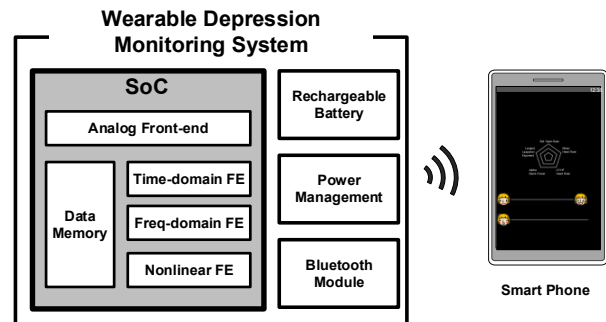 Wearable Depression
Monitoring System
SoC
Analog Front-end
Data
Memory
Time-domain FE
Freq-domain FE
Nonlinear FE
Rechargeable
Battery
Power
Management
Bluetooth
Module
Smart Phone